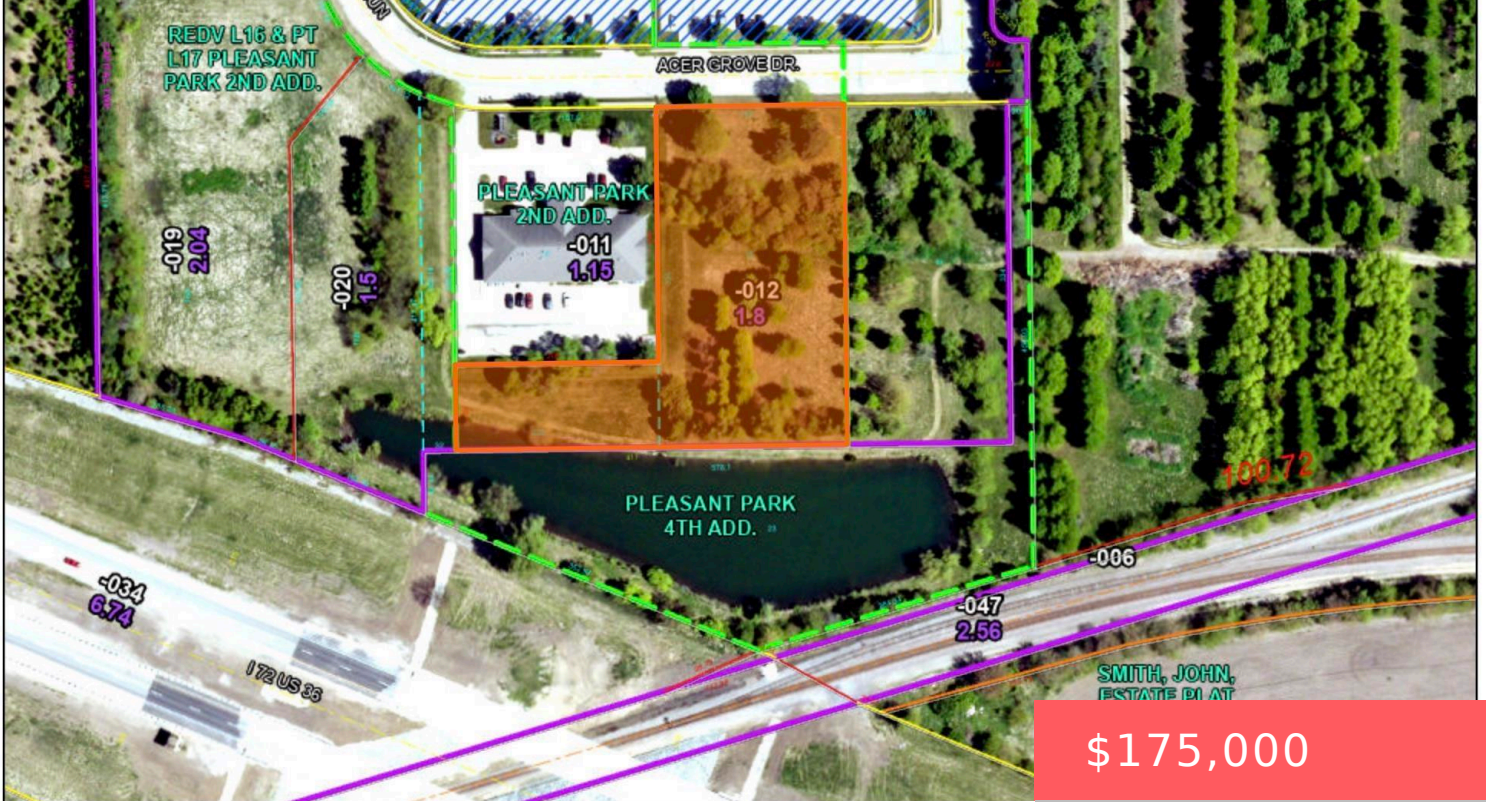 REDV L16 & PT
L17 PLEASANT
PARK 2ND ADD.
ACER GROVE DR.
PLEASANT PARK
2ND ADD.
-011
1.15
-019
2.04
-020
1.5
-012
1.8
PLEASANT PARK
4TH ADD.
100.72
-006
-047
2.56
-034
6.74
I 72 US 36
SMITH, JOHN,
ESTATE PLAT
$175,000